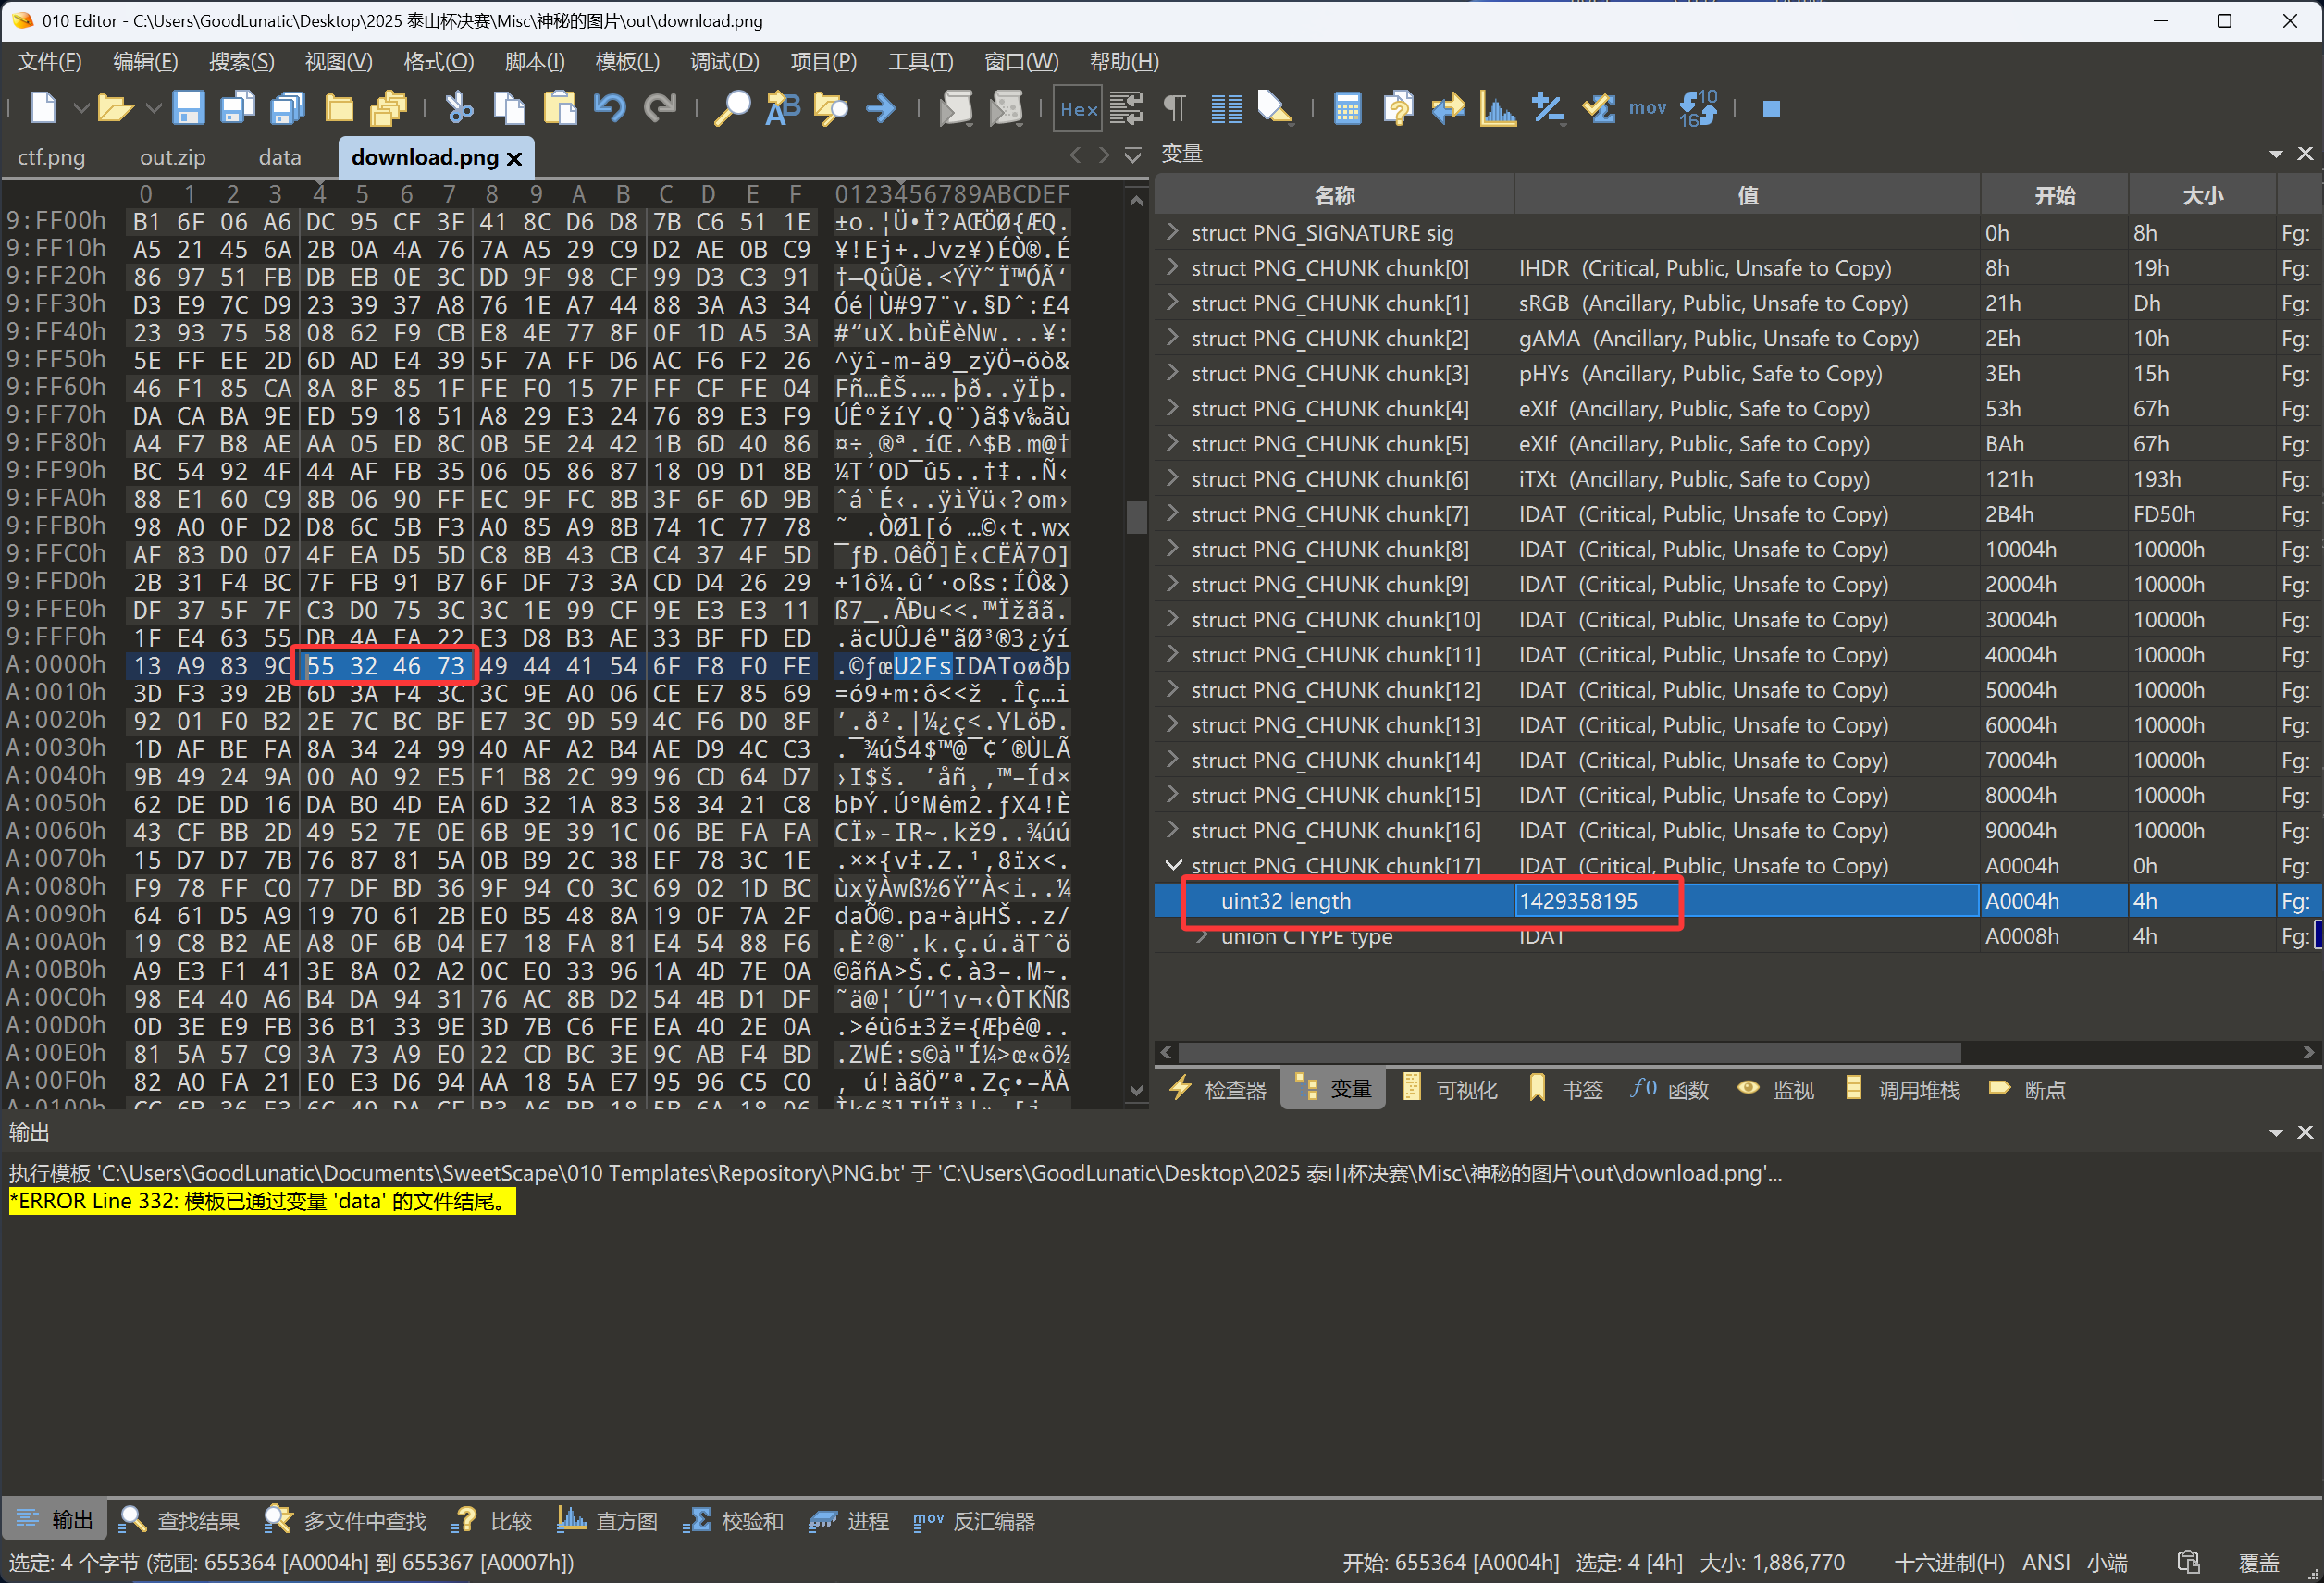 010 Editor - C:\Users\GoodLunatic\Desktop\2025 泰山杯决赛\Misc\神秘的图片\out\download.png
文件(F) 编辑(E) 搜索(S) 视图(V) 格式(O) 脚本(I) 模板(L) 调试(D) 项目(P) 工具(T) 窗口(W) 帮助(H)
Hex mov 10 16
ctf.png out.zip data download.png
0 1 2 3 4 5 6 7 8 9 A B C D E F 0123456789ABCDEF
9:FF00h B1 6F 06 A6 DC 95 CF 3F 41 8C D6 D8 7B C6 51 1E ±o.¦Ü•Ï?AŒÖØ{ÆQ.
9:FF10h A5 21 45 6A 2B 0A 4A 76 7A A5 29 C9 D2 AE 0B C9 ¥!Ej+.Jvz¥)ÉÒ®.É
9:FF20h 86 97 51 FB DB EB 0E 3C DD 9F 98 CF 99 D3 C3 91 †—QûÛë.<ÝŸ˜Ï™ÓÃ‘
9:FF30h D3 E9 7C D9 23 39 37 A8 76 1E A7 44 88 3A A3 34 Óé|Ù#97¨v.§Dˆ:£4
9:FF40h 23 93 75 58 08 62 F9 CB E8 4E 77 8F 0F 1D A5 3A #“uX.bùËèNw...¥:
9:FF50h 5E FF EE 2D 6D AD E4 39 5F 7A FF D6 AC F6 F2 26 ^ÿî-m-ä9_zÿÖ¬öò&
9:FF60h 46 F1 85 CA 8A 8F 85 1F FE F0 15 7F FF CF FE 04 Fñ…ÊŠ.….þð..ÿÏþ.
9:FF70h DA CA BA 9E ED 59 18 51 A8 29 E3 24 76 89 E3 F9 ÚÊºžíY.Q¨)ã$v‰ãù
9:FF80h A4 F7 B8 AE AA 05 ED 8C 0B 5E 24 42 1B 6D 40 86 ¤÷¸®ª.íŒ.^$B.m@†
9:FF90h BC 54 92 4F 44 AF FB 35 06 05 86 87 18 09 D1 8B ¼T’OD¯û5..†‡..Ñ‹
9:FFA0h 88 E1 60 C9 8B 06 90 FF EC 9F FC 8B 3F 6F 6D 9B ˆá`É‹..ÿìŸü‹?om›
9:FFB0h 98 A0 0F D2 D8 6C 5B F3 A0 85 A9 8B 74 1C 77 78 ˜ .ÒØl[ó …©‹t.wx
9:FFC0h AF 83 D0 07 4F EA D5 5D C8 8B 43 CB C4 37 4F 5D ¯ƒÐ.OêÕ]È‹CËÄ7O]
9:FFD0h 2B 31 F4 BC 7F FB 91 B7 6F DF 73 3A CD D4 26 29 +1ô¼.û‘·oßs:ÍÔ&)
9:FFE0h DF 37 5F 7F C3 D0 75 3C 3C 1E 99 CF 9E E3 E3 11 ß7_.ÃÐu<<.™Ïžãã.
9:FFF0h 1F E4 63 55 DB 4A EA 22 E3 D8 B3 AE 33 BF FD ED .äcUÛJê"ãØ³®3¿ýí
A:0000h 13 A9 83 9C 55 32 46 73 49 44 41 54 6F F8 F0 FE .©ƒœU2FsIDAToøðþ
A:0010h 3D F3 39 2B 6D 3A F4 3C 3C 9E A0 06 CE E7 85 69 =ó9+m:ô<<ž .Îç…i
A:0020h 92 01 F0 B2 2E 7C BC BF E7 3C 9D 59 4C F6 D0 8F ’.ð².|¼¿ç<.YLöÐ.
A:0030h 1D AF BE FA 8A 34 24 99 40 AF A2 B4 AE D9 4C C3 .¯¾úŠ4$™@¯¢´®ÙLÃ
A:0040h 9B 49 24 9A 00 A0 92 E5 F1 B8 2C 99 96 CD 64 D7 ›I$š. ’åñ¸,™–Íd×
A:0050h 62 DE DD 16 DA B0 4D EA 6D 32 1A 83 58 34 21 C8 bÞÝ.Ú°Mêm2.ƒX4!È
A:0060h 43 CF BB 2D 49 52 7E 0E 6B 9E 39 1C 06 BE FA FA CÏ»-IR~.kž9..¾úú
A:0070h 15 D7 D7 7B 76 87 81 5A 0B B9 2C 38 EF 78 3C 1E .××{v‡.Z.¹,8ïx<.
A:0080h F9 78 FF C0 77 DF BD 36 9F 94 C0 3C 69 02 1D BC ùxÿÀwß½6Ÿ”À<i..¼
A:0090h 64 61 D5 A9 19 70 61 2B E0 B5 48 8A 19 0F 7A 2F daÕ©.pa+àµHŠ..z/
A:00A0h 19 C8 B2 AE A8 0F 6B 04 E7 18 FA 81 E4 54 88 F6 .È²®¨.k.ç.ú.äTˆö
A:00B0h A9 E3 F1 41 3E 8A 02 A2 0C E0 33 96 1A 4D 7E 0A ©ãñA>Š.¢.à3–.M~.
A:00C0h 98 E4 40 A6 B4 DA 94 31 76 AC 8B D2 54 4B D1 DF ˜ä@¦´Ú”1v¬‹ÒTKÑß
A:00D0h 0D 3E E9 FB 36 B1 33 9E 3D 7B C6 FE EA 40 2E 0A .>éû6±3ž={Æþê@..
A:00E0h 81 5A 57 C9 3A 73 A9 E0 22 CD BC 3E 9C AB F4 BD .ZWÉ:s©à"Í¼>œ«ô½
A:00F0h 82 A0 FA 21 E0 E3 D6 94 AA 18 5A E7 95 96 C5 C0 ‚ ú!àãÖ”ª.Zç•–ÅÀ
变量
名称 值 开始 大小
struct PNG_SIGNATURE sig 0h 8h Fg:
struct PNG_CHUNK chunk[0] IHDR (Critical, Public, Unsafe to Copy) 8h 19h Fg:
struct PNG_CHUNK chunk[1] sRGB (Ancillary, Public, Unsafe to Copy) 21h Dh Fg:
struct PNG_CHUNK chunk[2] gAMA (Ancillary, Public, Unsafe to Copy) 2Eh 10h Fg:
struct PNG_CHUNK chunk[3] pHYs (Ancillary, Public, Safe to Copy) 3Eh 15h Fg:
struct PNG_CHUNK chunk[4] eXIf (Ancillary, Public, Safe to Copy) 53h 67h Fg:
struct PNG_CHUNK chunk[5] eXIf (Ancillary, Public, Safe to Copy) BAh 67h Fg:
struct PNG_CHUNK chunk[6] iTXt (Ancillary, Public, Safe to Copy) 121h 193h Fg:
struct PNG_CHUNK chunk[7] IDAT (Critical, Public, Unsafe to Copy) 2B4h FD50h Fg:
struct PNG_CHUNK chunk[8] IDAT (Critical, Public, Unsafe to Copy) 10004h 10000h Fg:
struct PNG_CHUNK chunk[9] IDAT (Critical, Public, Unsafe to Copy) 20004h 10000h Fg:
struct PNG_CHUNK chunk[10] IDAT (Critical, Public, Unsafe to Copy) 30004h 10000h Fg:
struct PNG_CHUNK chunk[11] IDAT (Critical, Public, Unsafe to Copy) 40004h 10000h Fg:
struct PNG_CHUNK chunk[12] IDAT (Critical, Public, Unsafe to Copy) 50004h 10000h Fg:
struct PNG_CHUNK chunk[13] IDAT (Critical, Public, Unsafe to Copy) 60004h 10000h Fg:
struct PNG_CHUNK chunk[14] IDAT (Critical, Public, Unsafe to Copy) 70004h 10000h Fg:
struct PNG_CHUNK chunk[15] IDAT (Critical, Public, Unsafe to Copy) 80004h 10000h Fg:
struct PNG_CHUNK chunk[16] IDAT (Critical, Public, Unsafe to Copy) 90004h 10000h Fg:
struct PNG_CHUNK chunk[17] IDAT (Critical, Public, Unsafe to Copy) A0004h 0h Fg:
uint32 length 1429358195 A0004h 4h Fg:
union CTYPE type IDAT A0008h 4h Fg:
检查器 变量 可视化 书签 f() 函数 监视 调用堆栈 断点
输出
执行模板 'C:\Users\GoodLunatic\Documents\SweetScape\010 Templates\Repository\PNG.bt' 于 'C:\Users\GoodLunatic\Desktop\2025 泰山杯决赛\Misc\神秘的图片\out\download.png'...
*ERROR Line 332: 模板已通过变量 'data' 的文件结尾。
输出 查找结果 多文件中查找 比较 直方图 校验和 进程 mov 反汇编器
选定: 4 个字节 (范围: 655364 [A0004h] 到 655367 [A0007h]) 开始: 655364 [A0004h] 选定: 4 [4h] 大小: 1,886,770 十六进制(H) ANSI 小端 覆盖